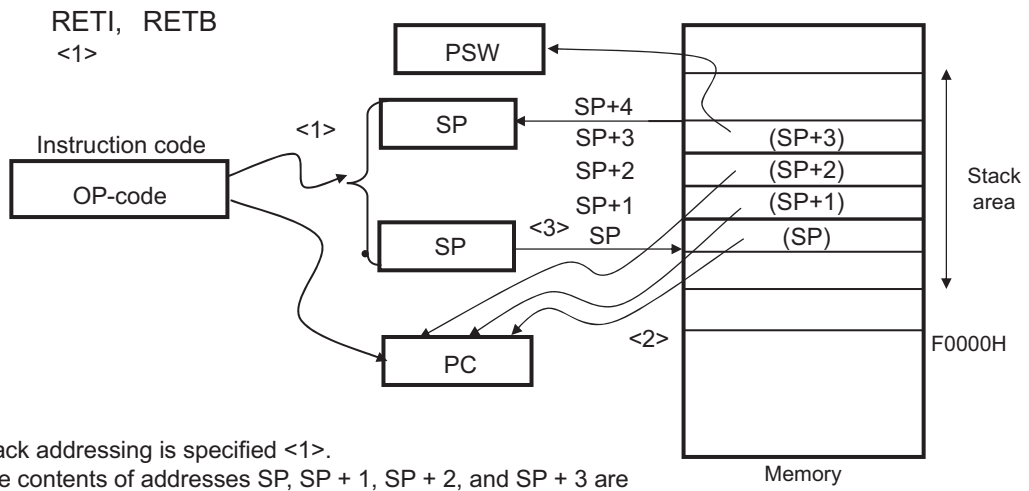 RETI, RETB
<1>
PSW
SP+4
<1>
SP
SP+3
(SP+3)
Instruction code
SP+2
(SP+2)
Stack
area
OP-code
SP+1
(SP+1)
SP
<3>
SP
(SP)
<2>
F0000H
PC
ack addressing is specified <1>.
e contents of addresses SP, SP + 1, SP + 2, and SP + 3 are
Memory